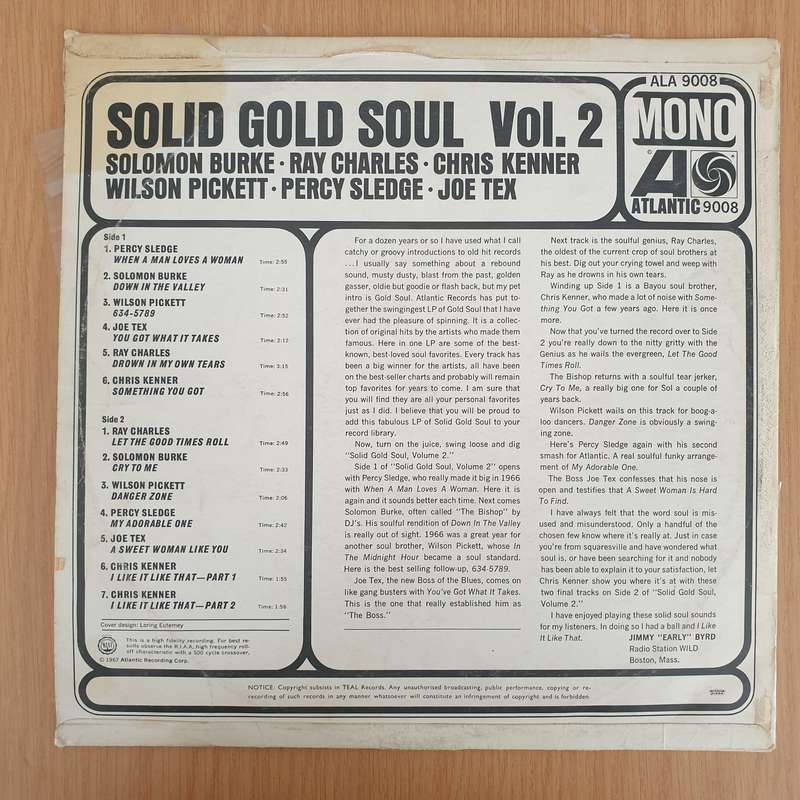 ALA 9008
SOLID GOLD SOUL Vol. 2
SOLOMON BURKE · RAY CHARLES · CHRIS KENNER
WILSON PICKETT · PERCY SLEDGE · JOE TEX
MONO
ATLANTIC 9008
Side 1
1. PERCY SLEDGE
WHEN A MAN LOVES A WOMAN Time: 2:55
2. SOLOMON BURKE
DOWN IN THE VALLEY Time: 2:31
3. WILSON PICKETT
634-5789 Time: 2:52
4. JOE TEX
YOU GOT WHAT IT TAKES Time: 2:12
5. RAY CHARLES
DROWN IN MY OWN TEARS Time: 3:15
6. CHRIS KENNER
SOMETHING YOU GOT Time: 2:56
Side 2
1. RAY CHARLES
LET THE GOOD TIMES ROLL Time: 2:49
2. SOLOMON BURKE
CRY TO ME Time: 2:33
3. WILSON PICKETT
DANGER ZONE Time: 2:06
4. PERCY SLEDGE
MY ADORABLE ONE Time: 2:42
5. JOE TEX
A SWEET WOMAN LIKE YOU Time: 2:34
6. CHRIS KENNER
I LIKE IT LIKE THAT—PART 1 Time: 1:55
7. CHRIS KENNER
I LIKE IT LIKE THAT—PART 2 Time: 1:58
Cover design: Loring Eutemey
This is a high fidelity recording. For best re-
sults observe the R.I.A.A. high frequency roll-
off characteristic with a 500 cycle crossover.
© 1967 Atlantic Recording Corp.
For a dozen years or so I have used what I call
catchy or groovy introductions to old hit records
. . . I usually say something about a rebound
sound, musty dusty, blast from the past, golden
gasser, oldie but goodie or flash back, but my pet
intro is Gold Soul. Atlantic Records has put to-
gether the swingingest LP of Gold Soul that I have
ever had the pleasure of spinning. It is a collec-
tion of original hits by the artists who made them
famous. Here in one LP are some of the best-
known, best-loved soul favorites. Every track has
been a big winner for the artists, all have been
on the best-seller charts and probably will remain
top favorites for years to come. I am sure that
you will find they are all your personal favorites
just as I did. I believe that you will be proud to
add this fabulous LP of Solid Gold Soul to your
record library.
Now, turn on the juice, swing loose and dig
"Solid Gold Soul, Volume 2."
Side 1 of "Solid Gold Soul, Volume 2" opens
with Percy Sledge, who really made it big in 1966
with When A Man Loves A Woman. Here it is
again and it sounds better each time. Next comes
Solomon Burke, often called "The Bishop" by
DJ's. His soulful rendition of Down In The Valley
is really out of sight. 1966 was a great year for
another soul brother, Wilson Pickett, whose In
The Midnight Hour became a soul standard.
Here is the best selling follow-up, 634-5789.
Joe Tex, the new Boss of the Blues, comes on
like gang busters with You've Got What It Takes.
This is the one that really established him as
"The Boss."
Next track is the soulful genius, Ray Charles,
the oldest of the current crop of soul brothers at
his best. Dig out your crying towel and weep with
Ray as he drowns in his own tears.
Winding up Side 1 is a Bayou soul brother,
Chris Kenner, who made a lot of noise with Some-
thing You Got a few years ago. Here it is once
more.
Now that you've turned the record over to Side
2 you're really down to the nitty gritty with the
Genius as he wails the evergreen, Let The Good
Times Roll.
The Bishop returns with a soulful tear jerker,
Cry To Me, a really big one for Sol a couple of
years back.
Wilson Pickett wails on this track for boog-a-
loo dancers. Danger Zone is obviously a swing-
ing zone.
Here's Percy Sledge again with his second
smash for Atlantic. A real soulful funky arrange-
ment of My Adorable One.
The Boss Joe Tex confesses that his nose is
open and testifies that A Sweet Woman Is Hard
To Find.
I have always felt that the word soul is mis-
used and misunderstood. Only a handful of the
chosen few know where it's really at. Just in case
you're from squaresville and have wondered what
soul is, or have been searching for it and nobody
has been able to explain it to your satisfaction, let
Chris Kenner show you where it's at with these
two final tracks on Side 2 of "Solid Gold Soul,
Volume 2."
I have enjoyed playing these solid soul sounds
for my listeners. In doing so I had a ball and I Like
It Like That.
JIMMY "EARLY" BYRD
Radio Station WILD
Boston, Mass.
NOTICE: Copyright subsists in TEAL Records. Any unauthorised broadcasting, public performance, copying or re-
recording of such records in any manner whatsoever will constitute an infringement of copyright and is forbidden.